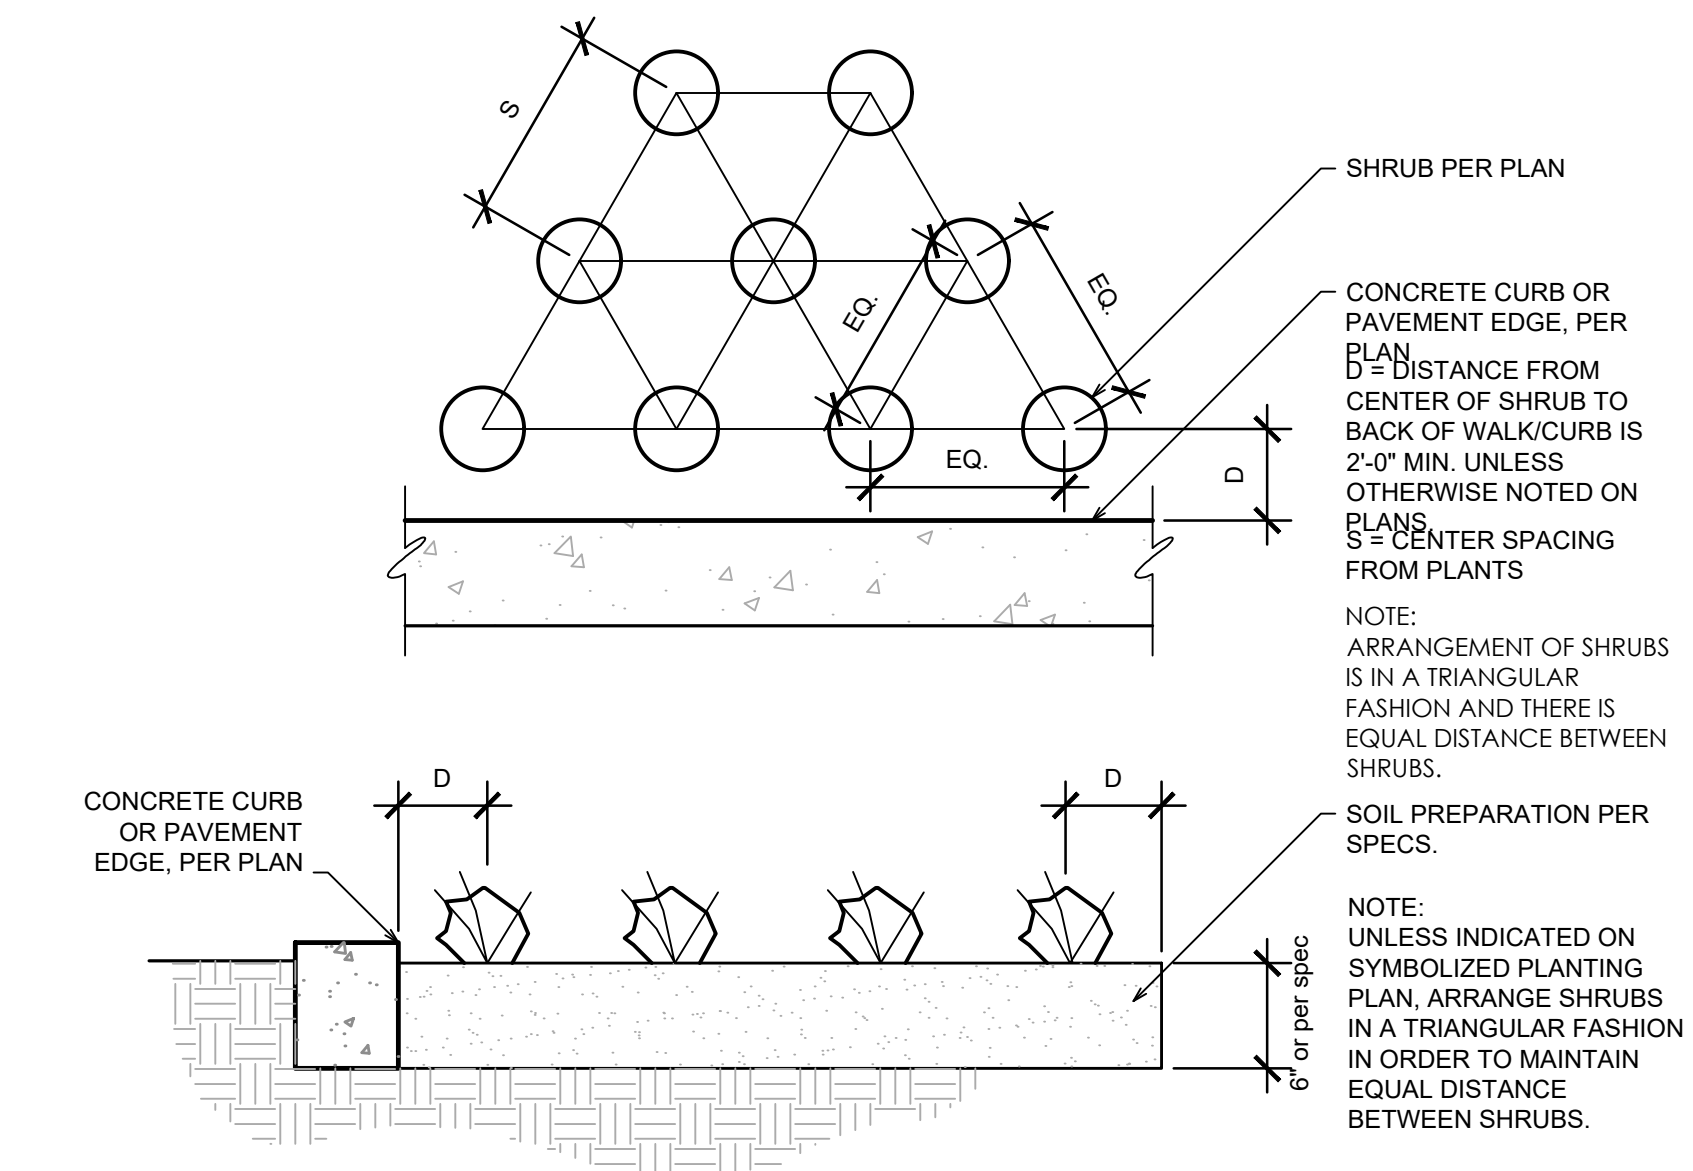 S
SHRUB PER PLAN
EQ.
EQ.
EQ.
D
CONCRETE CURB OR
PAVEMENT EDGE, PER
PLAN
D = DISTANCE FROM
CENTER OF SHRUB TO
BACK OF WALK/CURB IS
2'-0" MIN. UNLESS
OTHERWISE NOTED ON
PLANS.
S = CENTER SPACING
FROM PLANTS
NOTE:
ARRANGEMENT OF SHRUBS
IS IN A TRIANGULAR
FASHION AND THERE IS
EQUAL DISTANCE BETWEEN
SHRUBS.
CONCRETE CURB
OR PAVEMENT
EDGE, PER PLAN
D
D
SOIL PREPARATION PER
SPECS.
6" or per spec
NOTE:
UNLESS INDICATED ON
SYMBOLIZED PLANTING
PLAN, ARRANGE SHRUBS
IN A TRIANGULAR FASHION
IN ORDER TO MAINTAIN
EQUAL DISTANCE
BETWEEN SHRUBS.